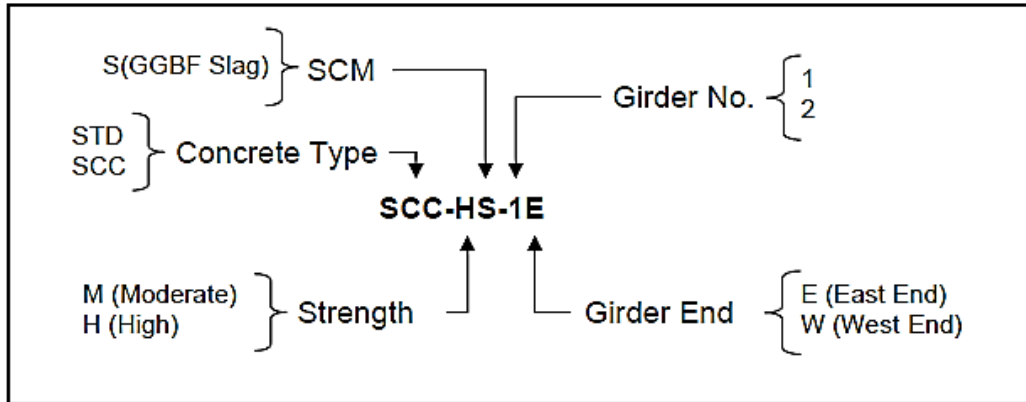 S(GGBF Slag)
SCM
Girder No.
1
2
STD
SCC
Concrete Type
SCC-HS-1E
M (Moderate)
H (High)
Strength
Girder End
E (East End)
W (West End)